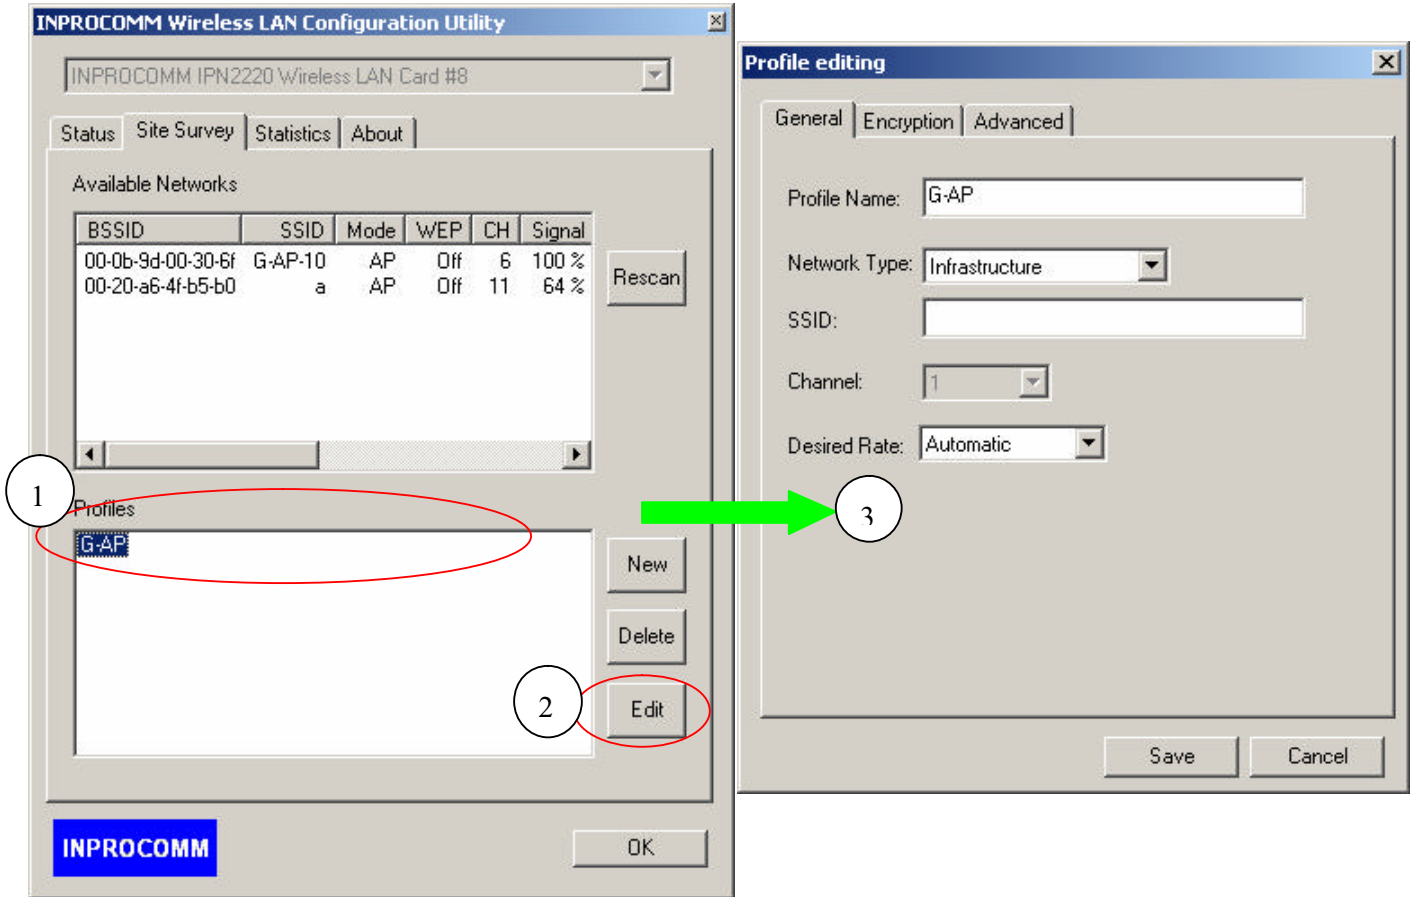 INPROCOMM Wireless LAN Configuration Utility
INPROCOMM IPN2220 Wireless LAN Card #8
Status Site Survey Statistics About
Available Networks
BSSID SSID Mode WEP CH Signal
00-0b-9d-00-30-6f G-AP-10 AP Off 6 100 %
00-20-a6-4f-b5-b0 a AP Off 11 64 %
Rescan
1
Profiles
G-AP
New
Delete
2
Edit
INPROCOMM
OK
Profile editing
General Encryption Advanced
Profile Name: G-AP
Network Type: Infrastructure
SSID:
Channel: 1
Desired Rate: Automatic
3
Save Cancel